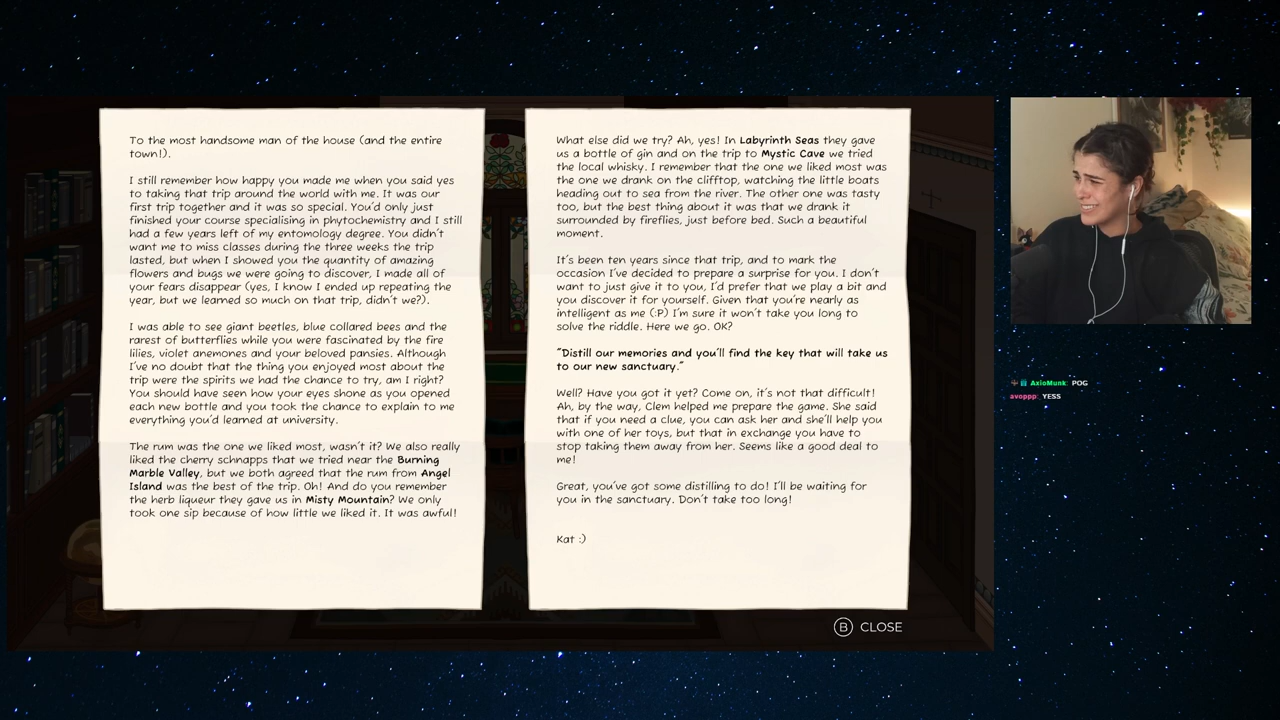 To the most handsome man of the house (and the entire
town!).
I still remember how happy you made me when you said yes
to taking that trip around the world with me. It was our
first trip together and it was so special. You'd only just
finished your course specialising in phytochemistry and I still
had a few years left of my entomology degree. You didn't
want me to miss classes during the three weeks the trip
lasted, but when I showed you the quantity of amazing
flowers and bugs we were going to discover, I made all of
your fears disappear (yes, I know I ended up repeating the
year, but we learned so much on that trip, didn't we?).
I was able to see giant beetles, blue collared bees and the
rarest of butterflies while you were fascinated by the fire
lilies, violet anemones and your beloved pansies. Although
I've no doubt that the thing you enjoyed most about the
trip were the spirits we had the chance to try, am I right?
You should have seen how your eyes shone as you opened
each new bottle and you took the chance to explain to me
everything you'd learned at university.
The rum was the one we liked most, wasn't it? We also really
liked the cherry schnapps that we tried near the Burning
Marble Valley, but we both agreed that the rum from Angel
Island was the best of the trip. Oh! And do you remember
the herb liqueur they gave us in Misty Mountain? We only
took one sip because of how little we liked it. It was awful!
What else did we try? Ah, yes! In Labyrinth Seas they gave
us a bottle of gin and on the trip to Mystic Cave we tried
the local whisky. I remember that the one we liked most was
the one we drank on the clifftop, watching the little boats
heading out to sea from the river. The other one was tasty
too, but the best thing about it was that we drank it
surrounded by fireflies, just before bed. Such a beautiful
moment.
It's been ten years since that trip, and to mark the
occasion I've decided to prepare a surprise for you. I don't
want to just give it to you, I'd prefer that we play a bit and
you discover it for yourself. Given that you're nearly as
intelligent as me (:P) I'm sure it won't take you long to
solve the riddle. Here we go. OK?
"Distill our memories and you'll find the key that will take us
to our new sanctuary."
Well? Have you got it yet? Come on, it's not that difficult!
Ah, by the way, Clem helped me prepare the game. She said
that if you need a clue, you can ask her and she'll help you
with one of her toys, but that in exchange you have to
stop taking them away from her. Seems like a good deal to
me!
Great, you've got some distilling to do! I'll be waiting for
you in the sanctuary. Don't take too long!
Kat :)
B CLOSE
AxioMunk: POG
avoppp: YESS